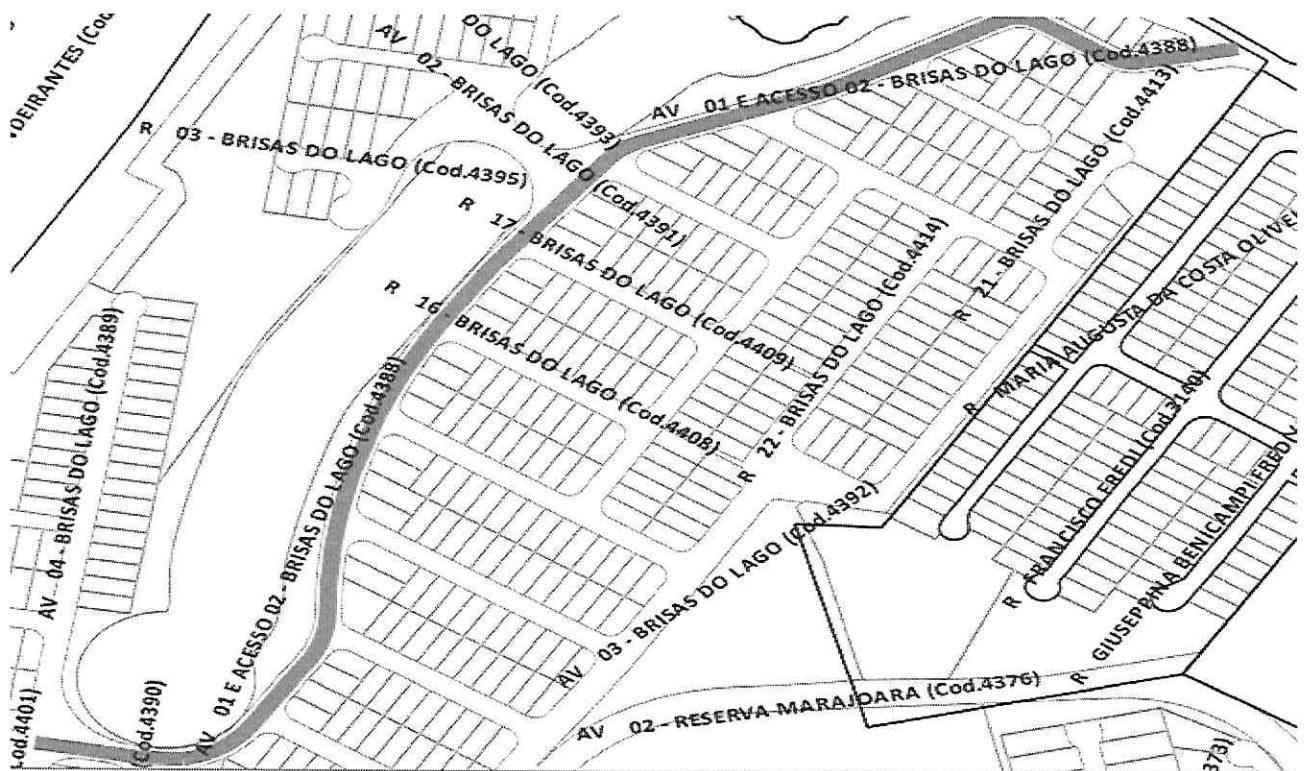 DEIRANTES (Cod
AV 02 - BRISAS DO LAGO (Cod.4391)
DO LAGO (Cod.4393)
AV 01 E ACESSO 02 - BRISAS DO LAGO (Cod.4388)
R 03 - BRISAS DO LAGO (Cod.4395)
R 17 - BRISAS DO LAGO (Cod.4409)
R 16 - BRISAS DO LAGO (Cod.4408)
R 21 - BRISAS DO LAGO (Cod.4413)
R 22 - BRISAS DO LAGO (Cod.4414)
R MARIA AUGUSTA DA COSTA OLIVEI
AV 04 - BRISAS DO LAGO (Cod.4389)
AV 01 E ACESSO 02 - BRISAS DO LAGO (Cod.4388)
R FRANCISCO FREDI (Cod.3140)
R GIUSEPPINA BENICAMPI FREDI
AV 03 - BRISAS DO LAGO (Cod.4392)
AV 02 - RESERVA MARAJOARA (Cod.4376)
Cod.4401)
(Cod.4390)
373)